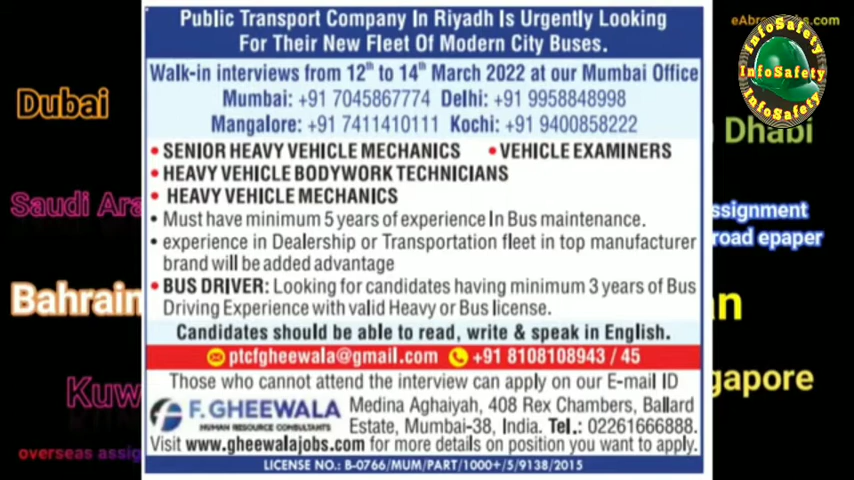 Public Transport Company In Riyadh Is Urgently Looking
For Their New Fleet Of Modern City Buses.
Walk-in interviews from 12th to 14th March 2022 at our Mumbai Office
Mumbai: +91 7045867774 Delhi: +91 9958848998
Mangalore: +91 7411410111 Kochi: +91 9400858222
• SENIOR HEAVY VEHICLE MECHANICS • VEHICLE EXAMINERS
• HEAVY VEHICLE BODYWORK TECHNICIANS
• HEAVY VEHICLE MECHANICS
• Must have minimum 5 years of experience In Bus maintenance.
• experience in Dealership or Transportation fleet in top manufacturer
brand will be added advantage
• BUS DRIVER: Looking for candidates having minimum 3 years of Bus
Driving Experience with valid Heavy or Bus license.
Candidates should be able to read, write & speak in English.
ptcfgheewala@gmail.com +91 8108108943 / 45
Those who cannot attend the interview can apply on our E-mail ID
F. GHEEWALA
HUMAN RESOURCE CONSULTANTS
Medina Aghaiyah, 408 Rex Chambers, Ballard
Estate, Mumbai-38, India. Tel.: 02261666888.
Visit www.gheewalajobs.com for more details on position you want to apply.
LICENSE NO.: B-0766/MUM/PART/1000+/5/9138/2015
Dubai
Saudi Ara
Bahrain
Kuw
overseas assig
InfoSafety
InfoSafety
InfoSafety
Dhabi
ssignment
road epaper
an
gapore